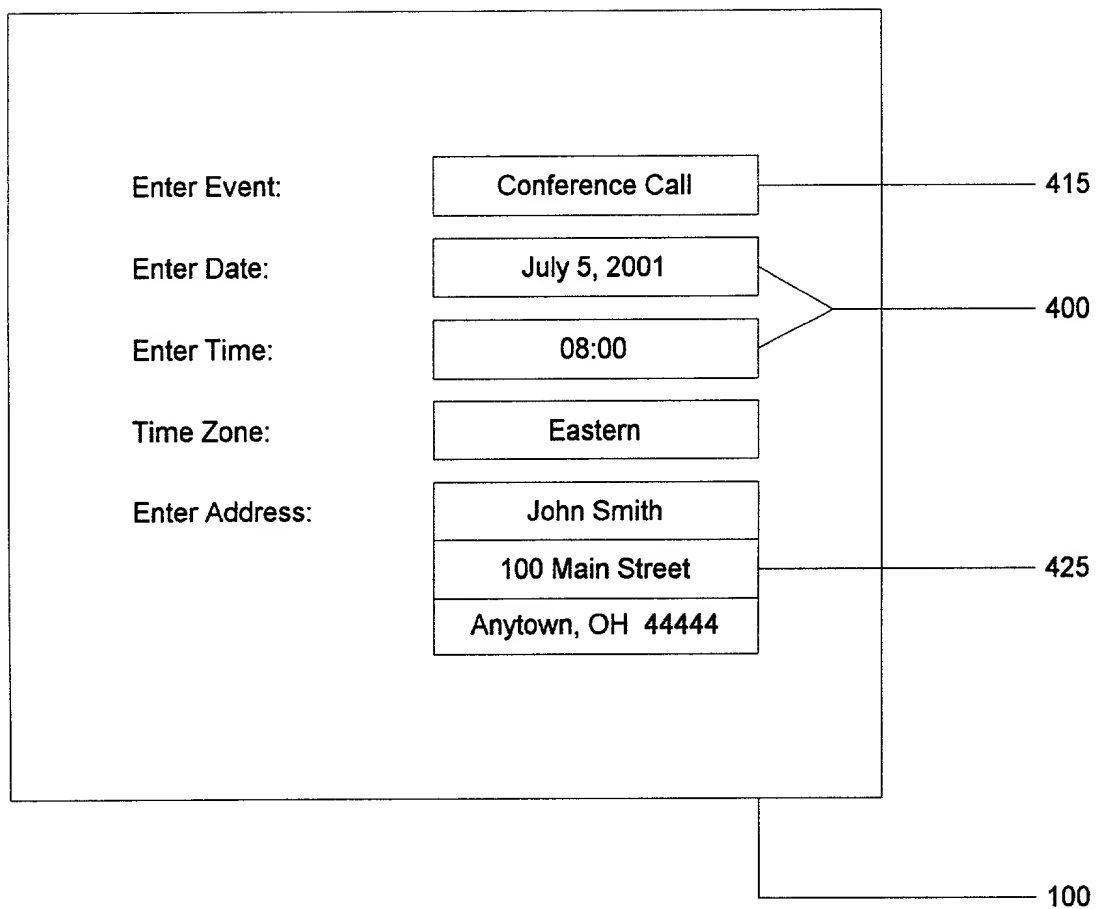 Enter Event: Conference Call 415
Enter Date: July 5, 2001
400
Enter Time: 08:00
Time Zone: Eastern
Enter Address: John Smith
100 Main Street 425
Anytown, OH 44444
100